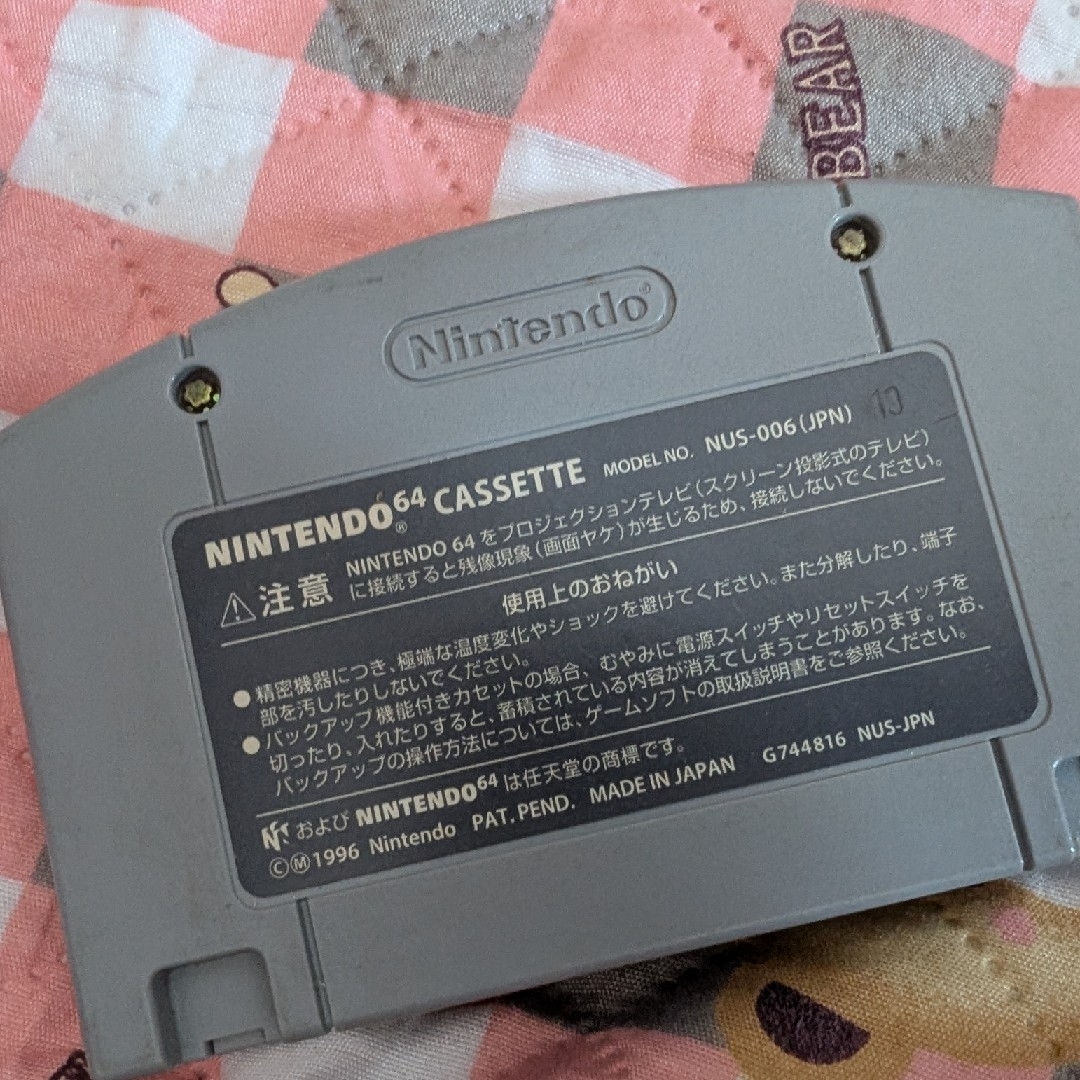 BEAR
Nintendo®
NINTENDO64® CASSETTE MODEL NO. NUS-006(JPN) 13
注意 NINTENDO 64をプロジェクションテレビ(スクリーン投影式のテレビ)
に接続すると残像現象(画面ヤケ)が生じるため、接続しないでください。
使用上のおねがい
●精密機器につき、極端な温度変化やショックを避けてください。また分解したり、端子
部を汚したりしないでください。
●バックアップ機能付きカセットの場合、むやみに電源スイッチやリセットスイッチを
切ったり、入れたりすると、蓄積されている内容が消えてしまうことがあります。なお、
バックアップの操作方法については、ゲームソフトの取扱説明書をご参照ください。
および NINTENDO64 は任天堂の商標です。
ⒸⓂ1996 Nintendo PAT.PEND. MADE IN JAPAN G744816 NUS-JPN